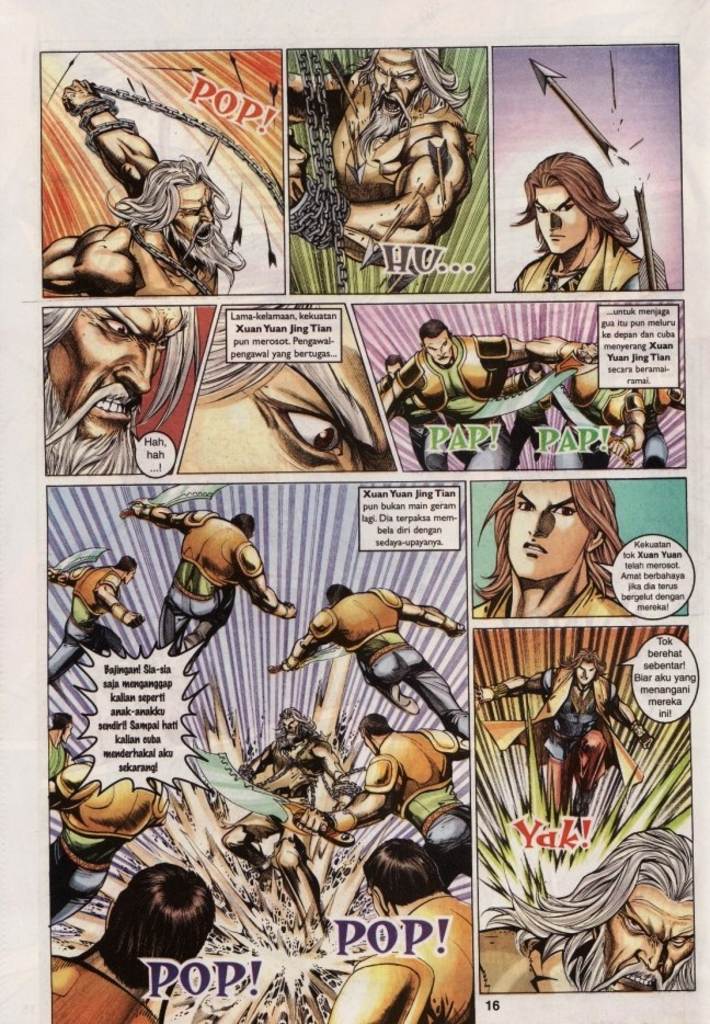 POP!
HU...
Hah,
hah
...!
Lama-kelamaan, kekuatan
Xuan Yuan Jing Tian
pun merosot. Pengawal-
pengawal yang bertugas...
...untuk menjaga
gua itu pun meluru
ke depan dan cuba
menyerang Xuan
Yuan Jing Tian
secara beramai-
ramai.
PAP! PAP!
Xuan Yuan Jing Tian
pun bukan main geram
lagi. Dia terpaksa mem-
bela diri dengan
sedaya-upayanya.
Bajingan! Sia-sia
saja menganggap
kalian seperti
anak-anakku
sendiri! Sampai hati
kalian cuba
menderhakai aku
sekarang!
POP!
POP!
Kekuatan
tok Xuan Yuan
telah merosot.
Amat berbahaya
jika dia terus
bergelut dengan
mereka!
Tok
berehat
sebentar!
Biar aku yang
menangani
mereka
ini!
Yak!
16